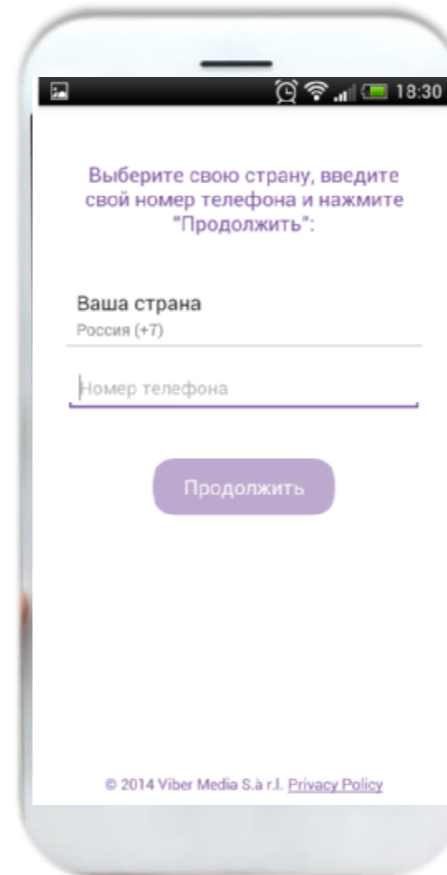 18:30
Выберите свою страну, введите
свой номер телефона и нажмите
"Продолжить":
Ваша страна
Россия (+7)
Номер телефона
Продолжить
© 2014 Viber Media S.à r.l. Privacy Policy